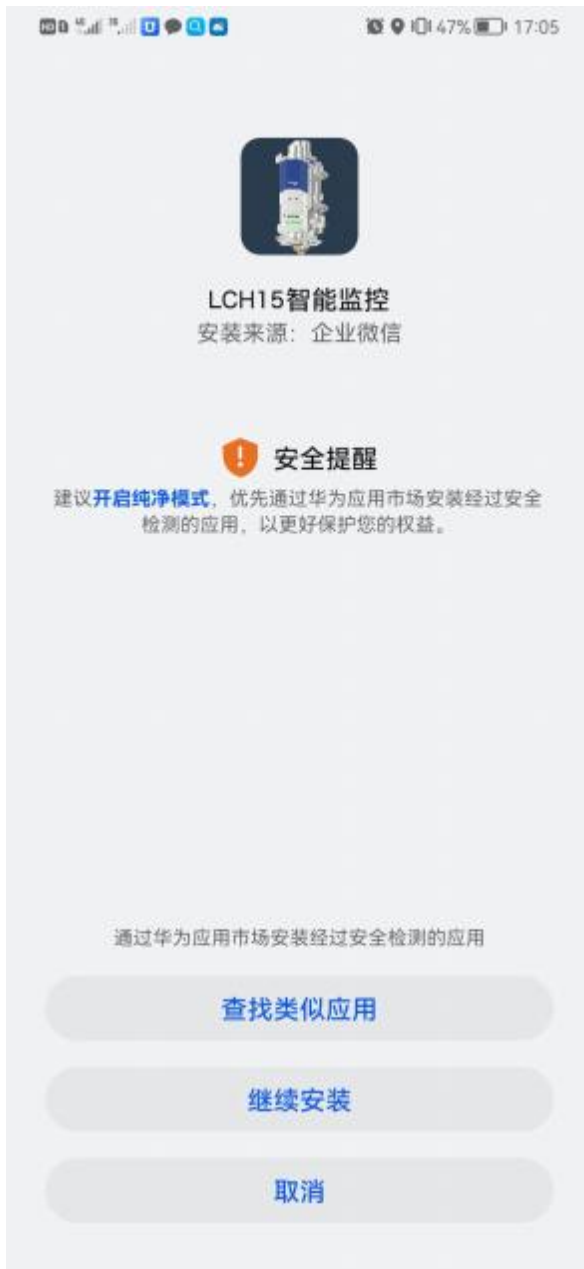 47% 17:05
LCH15智能监控
安装来源：企业微信
安全提醒
建议开启纯净模式，优先通过华为应用市场安装经过安全
检测的应用，以更好保护您的权益。
通过华为应用市场安装经过安全检测的应用
查找类似应用
继续安装
取消